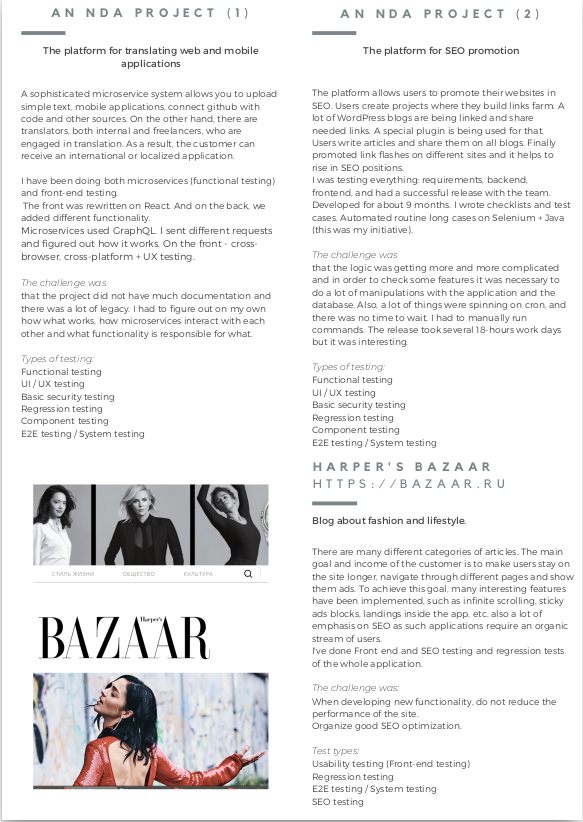 AN NDA PROJECT (1)
The platform for translating web and mobile
applications
A sophisticated microservice system allows you to upload
simple text, mobile applications, connect github with
code and other sources. On the other hand, there are
translators, both internal and freelancers, who are
engaged in translation. As a result, the customer can
receive an international or localized application.
I have been doing both microservices (functional testing)
and front-end testing.
The front was rewritten on React. And on the back, we
added different functionality.
Microservices used GraphQL. I sent different requests
and figured out how it works. On the front - cross-
browser, cross-platform + UX testing.
The challenge was
that the project did not have much documentation and
there was a lot of legacy. I had to figure out on my own
how what works, how microservices interact with each
other and what functionality is responsible for what.
Types of testing:
Functional testing
UI / UX testing
Basic security testing
Regression testing
Component testing
E2E testing / System testing
СТИЛЬ ЖИЗНИ ОБЩЕСТВО КУЛЬТУРА
Harper's
BAZAAR
AN NDA PROJECT (2)
The platform for SEO promotion
The platform allows users to promote their websites in
SEO. Users create projects where they build links farm. A
lot of WordPress blogs are being linked and share
needed links. A special plugin is being used for that.
Users write articles and share them on all blogs. Finally
promoted link flashes on different sites and it helps to
rise in SEO positions.
I was testing everything: requirements, backend,
frontend, and had a successful release with the team.
Developed for about 9 months. I wrote checklists and test
cases. Automated routine long cases on Selenium + Java
(this was my initiative).
The challenge was
that the logic was getting more and more complicated
and in order to check some features it was necessary to
do a lot of manipulations with the application and the
database. Also, a lot of things were spinning on cron, and
there was no time to wait. I had to manually run
commands. The release took several 18-hours work days
but it was interesting.
Types of testing:
Functional testing
UI / UX testing
Basic security testing
Regression testing
Component testing
E2E testing / System testing
HARPER'S BAZAAR
HTTPS://BAZAAR.RU
Blog about fashion and lifestyle.
There are many different categories of articles. The main
goal and income of the customer is to make users stay on
the site longer, navigate through different pages and show
them ads. To achieve this goal, many interesting features
have been implemented, such as infinite scrolling, sticky
ads blocks, landings inside the app, etc. also a lot of
emphasis on SEO as such applications require an organic
stream of users.
I've done Front end and SEO testing and regression tests
of the whole application.
The challenge was:
When developing new functionality, do not reduce the
performance of the site.
Organize good SEO optimization.
Test types:
Usability testing (Front-end testing)
Regression testing
E2E testing / System testing
SEO testing